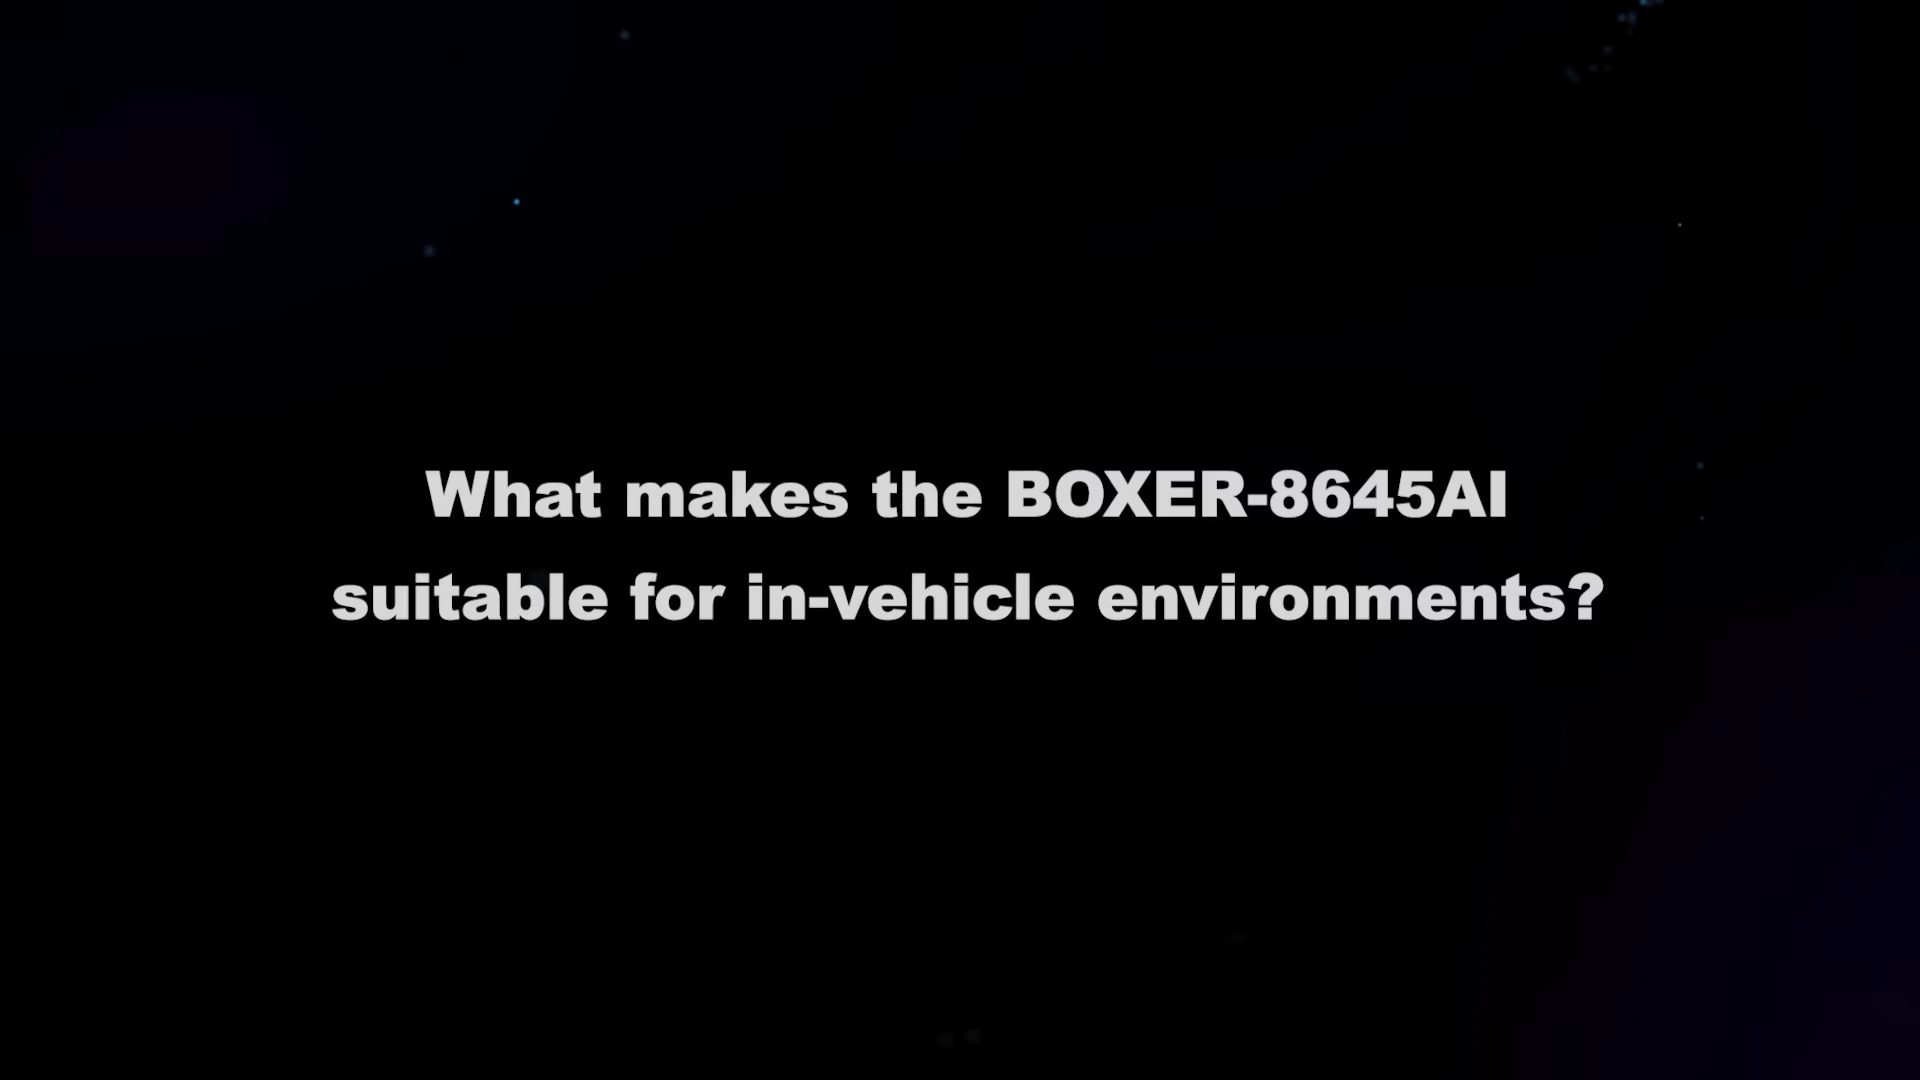 What makes the BOXER-8645AI
suitable for in-vehicle environments?